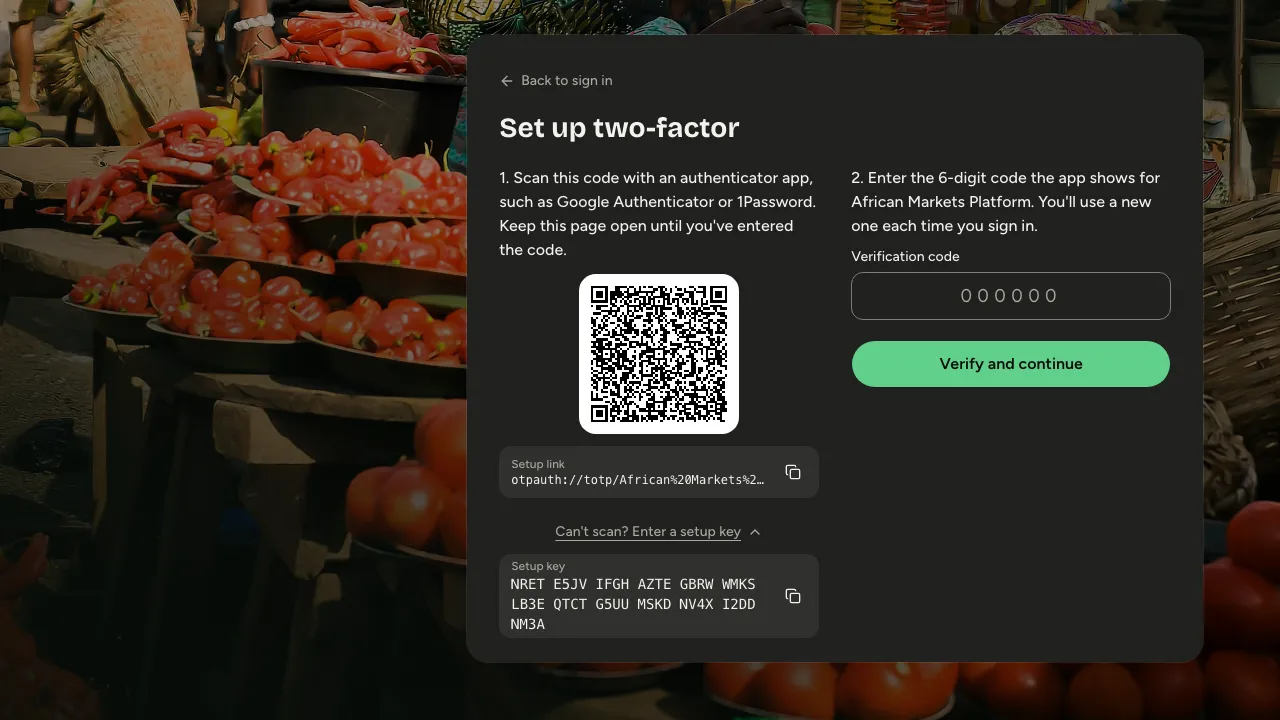 Back to sign in
Set up two-factor
1. Scan this code with an authenticator app,
such as Google Authenticator or 1Password.
Keep this page open until you've entered
the code.
Setup link
otpauth://totp/African%20Markets%2…
Can't scan? Enter a setup key
Setup key
NRET E5JV IFGH AZTE GBRW WMKS
LB3E QTCT G5UU MSKD NV4X I2DD
NM3A
2. Enter the 6-digit code the app shows for
African Markets Platform. You'll use a new
one each time you sign in.
Verification code
000000
Verify and continue